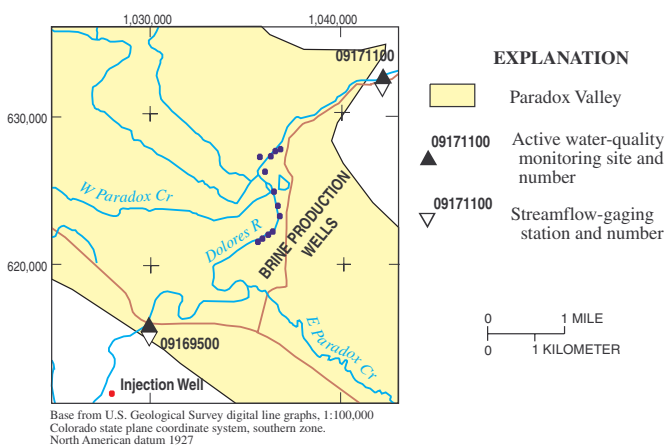 1,030,000
1,040,000
09171100
630,000
W Paradox Cr
Dolores R
BRINE PRODUCTION
WELLS
620,000
E Paradox Cr
09169500
Injection Well
Base from U.S. Geological Survey digital line graphs, 1:100,000
Colorado state plane coordinate system, southern zone.
North American datum 1927
EXPLANATION
Paradox Valley
09171100
Active water-quality
monitoring site and
number
09171100
Streamflow-gaging
station and number
0
1 MILE
0
1 KILOMETER